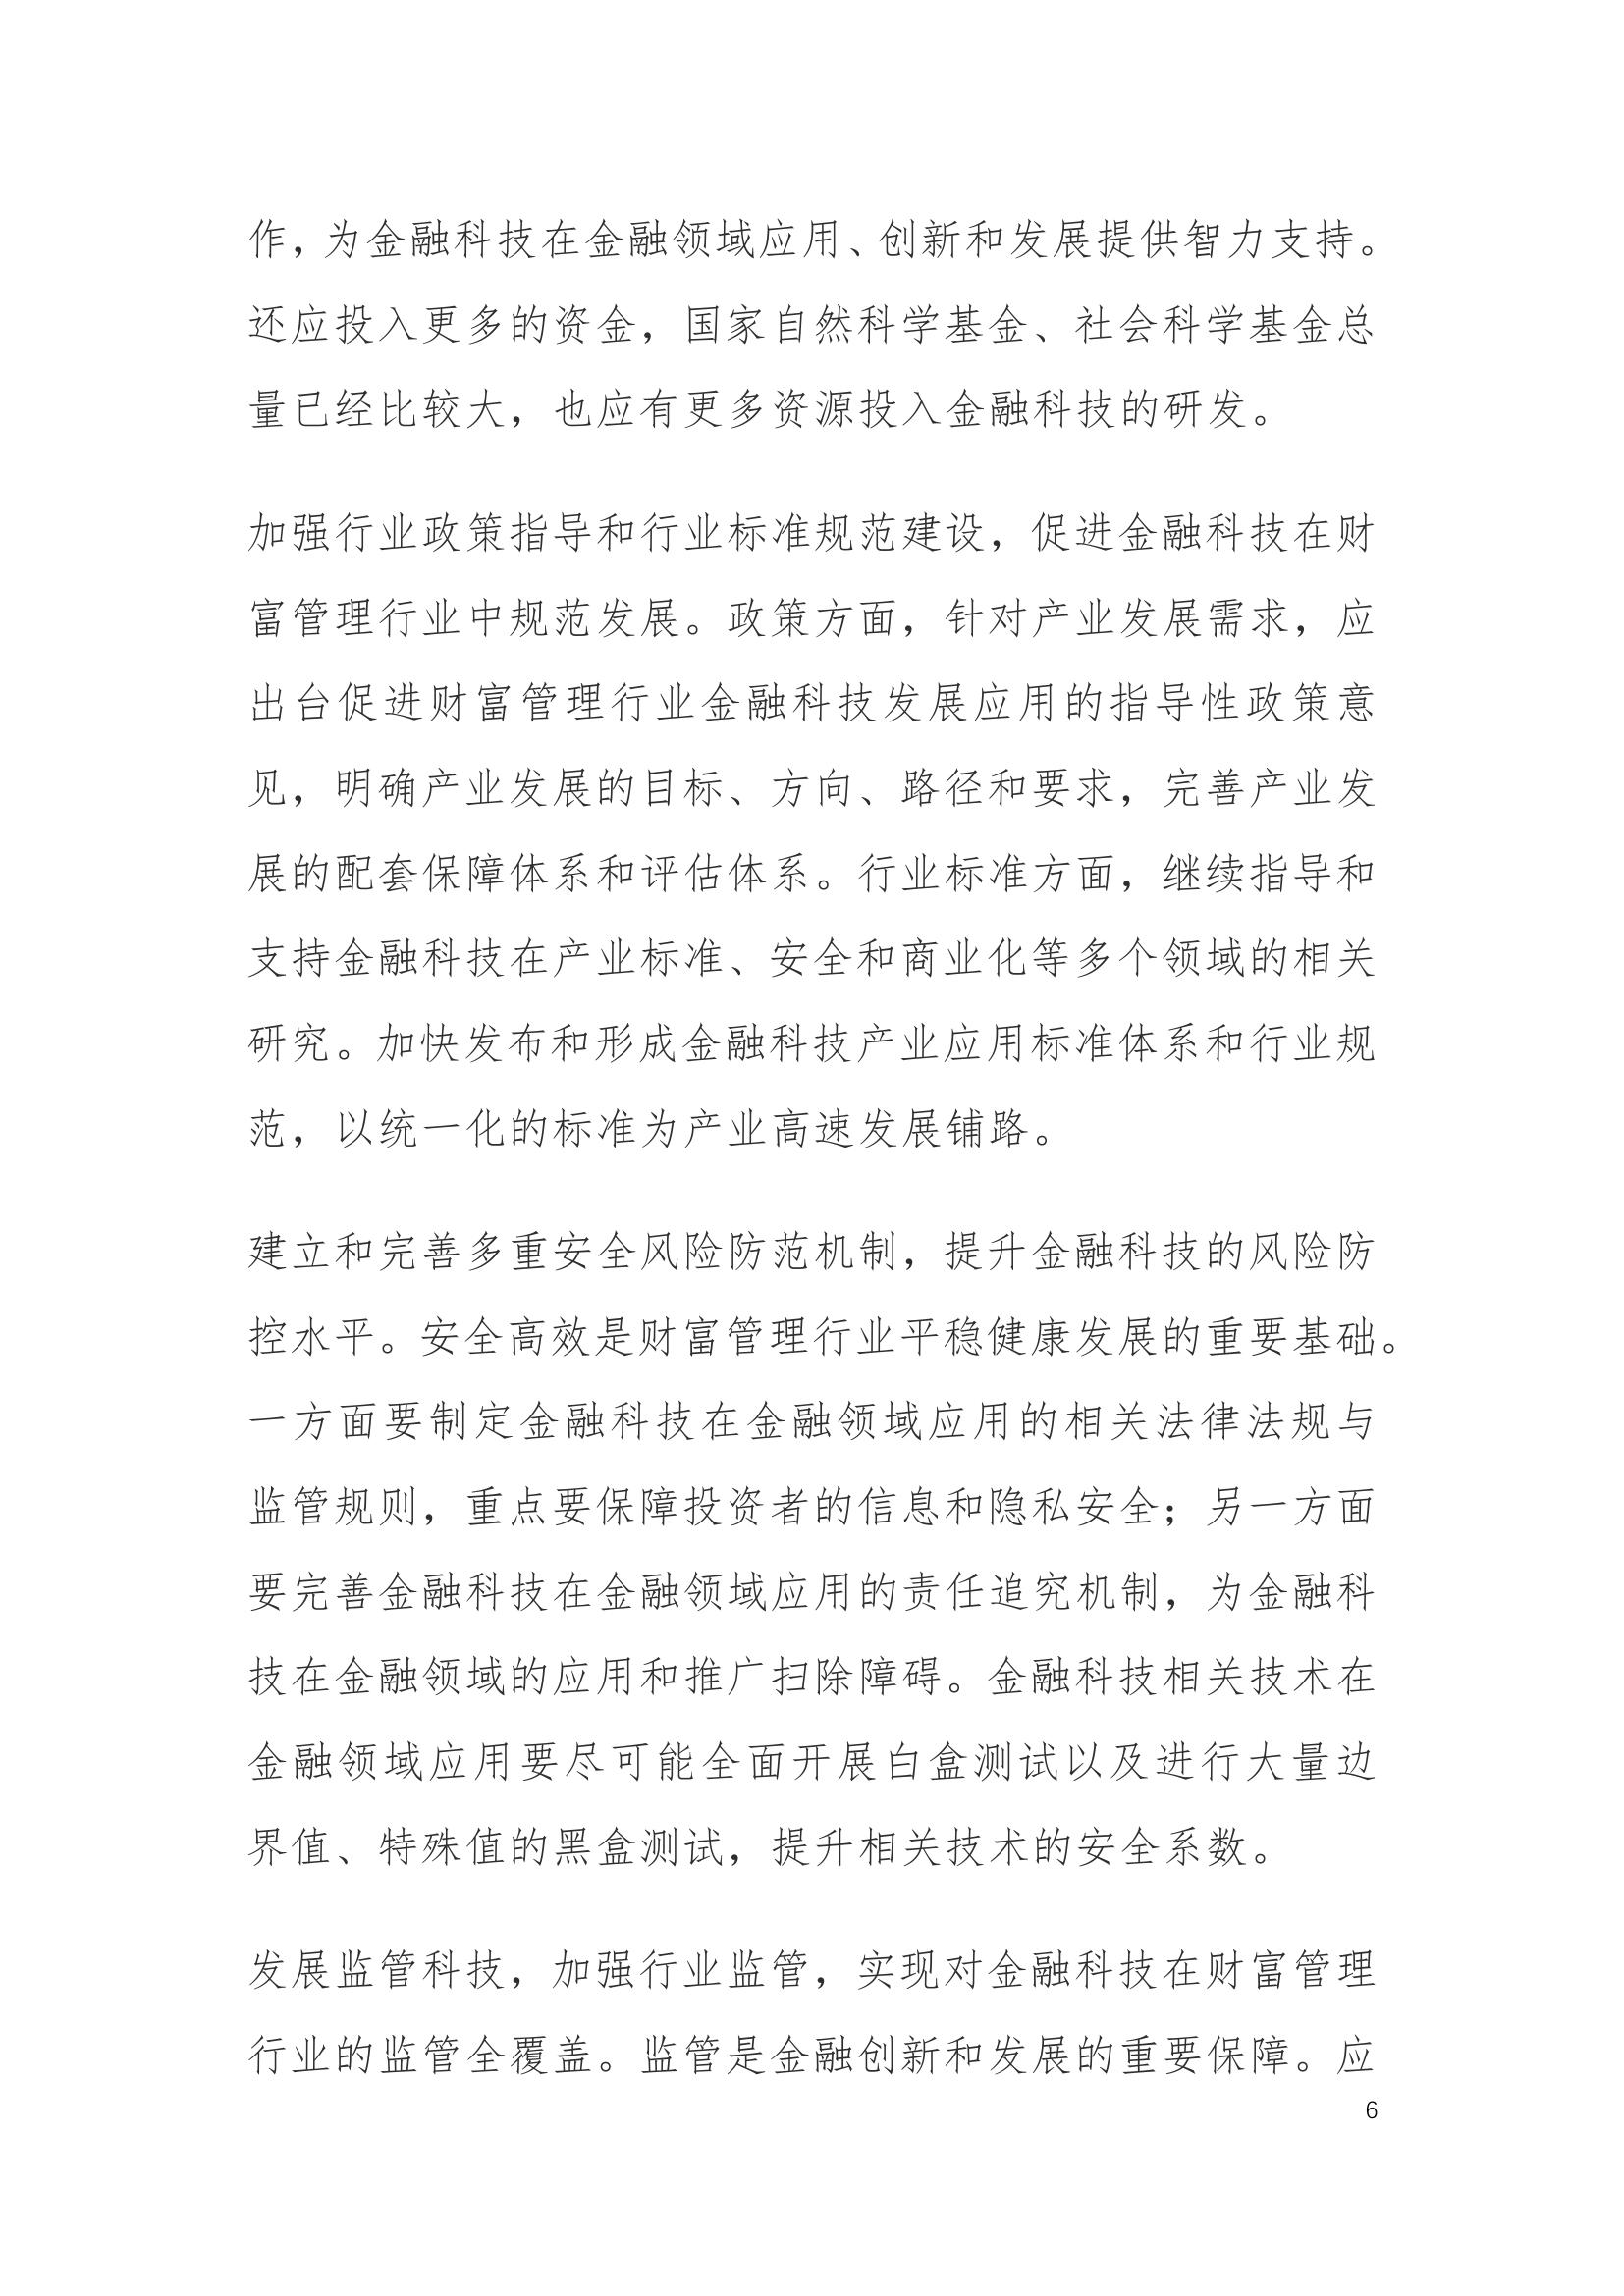 作，为金融科技在金融领域应用、创新和发展提供智力支持。
还应投入更多的资金，国家自然科学基金、社会科学基金总
量已经比较大，也应有更多资源投入金融科技的研发。
加强行业政策指导和行业标准规范建设，促进金融科技在财
富管理行业中规范发展。政策方面，针对产业发展需求，应
出台促进财富管理行业金融科技发展应用的指导性政策意
见，明确产业发展的目标、方向、路径和要求，完善产业发
展的配套保障体系和评估体系。行业标准方面，继续指导和
支持金融科技在产业标准、安全和商业化等多个领域的相关
研究。加快发布和形成金融科技产业应用标准体系和行业规
范，以统一化的标准为产业高速发展铺路。
建立和完善多重安全风险防范机制，提升金融科技的风险防
控水平。安全高效是财富管理行业平稳健康发展的重要基础。
一方面要制定金融科技在金融领域应用的相关法律法规与
监管规则，重点要保障投资者的信息和隐私安全；另一方面
要完善金融科技在金融领域应用的责任追究机制，为金融科
技在金融领域的应用和推广扫除障碍。金融科技相关技术在
金融领域应用要尽可能全面开展白盒测试以及进行大量边
界值、特殊值的黑盒测试，提升相关技术的安全系数。
发展监管科技，加强行业监管，实现对金融科技在财富管理
行业的监管全覆盖。监管是金融创新和发展的重要保障。应
6